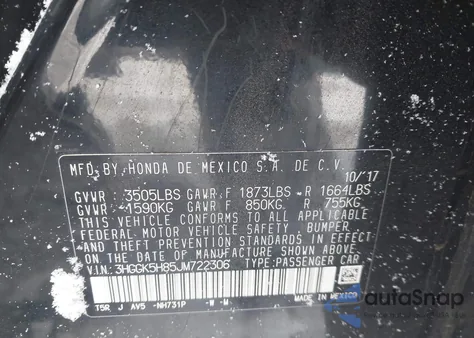 MFD. BY HONDA DE MEXICO S.A. DE C.V.
10/17
GVWR 3505LBS GAWR F 1873LBS R 1664LBS
GVWR 1590KG GAWR F 850KG R 755KG
THIS VEHICLE CONFORMS TO ALL APPLICABLE
FEDERAL MOTOR VEHICLE SAFETY, BUMPER,
AND THEFT PREVENTION STANDARDS IN EFFECT
ON THE DATE OF MANUFACTURE SHOWN ABOVE.
V.I.N: 3HGGK5H85JM722306 TYPE:PASSENGER CAR
T5R J AV5 NH731P W-M
MADE IN MEXICO
autoSnap